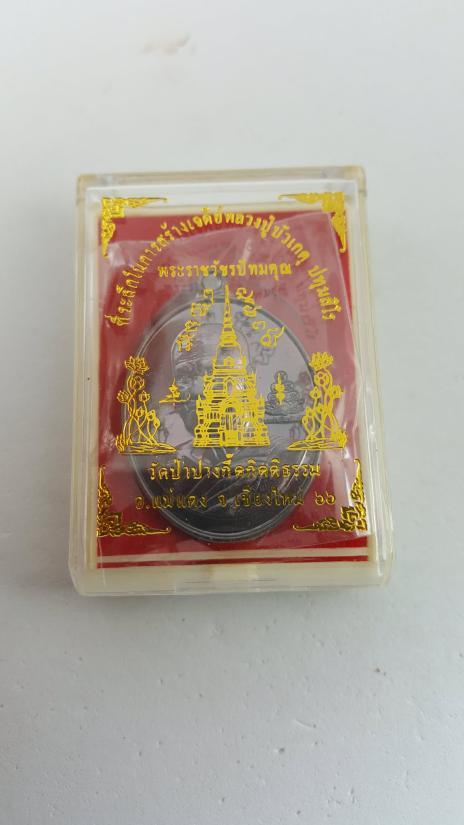 ที่ระลึกในการสร้างเจดีย์หลวงปู่บัวเกตุ ปทุมสิโร
พระราชวัชรปัทมคุณ
วัดป่าปางกึ๊ดกิตติธรรม
อ.แม่แตง จ.เชียงใหม่ ๖๖